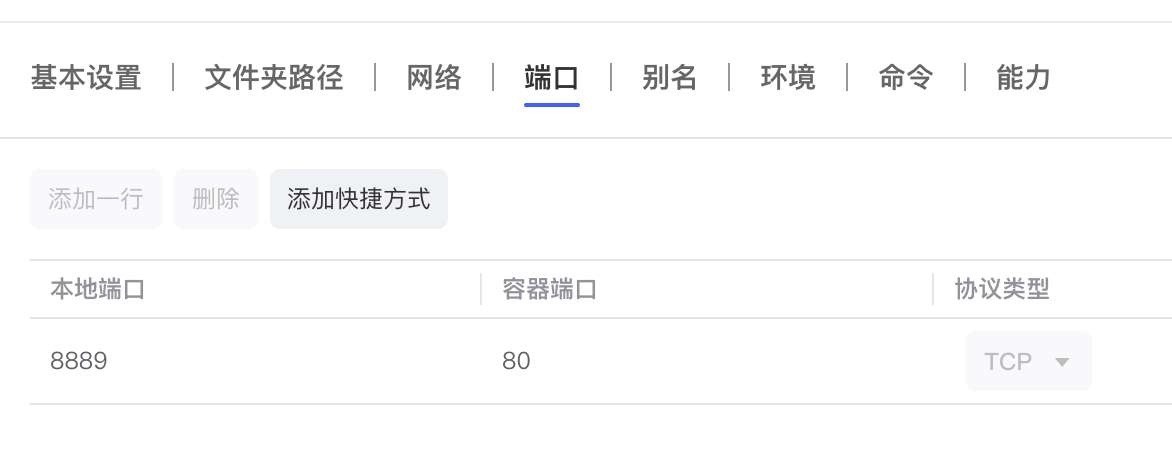 基本设置 文件夹路径 网络 端口 别名 环境 命令 能力
添加一行 删除 添加快捷方式
本地端口 容器端口 协议类型
8889 80 TCP